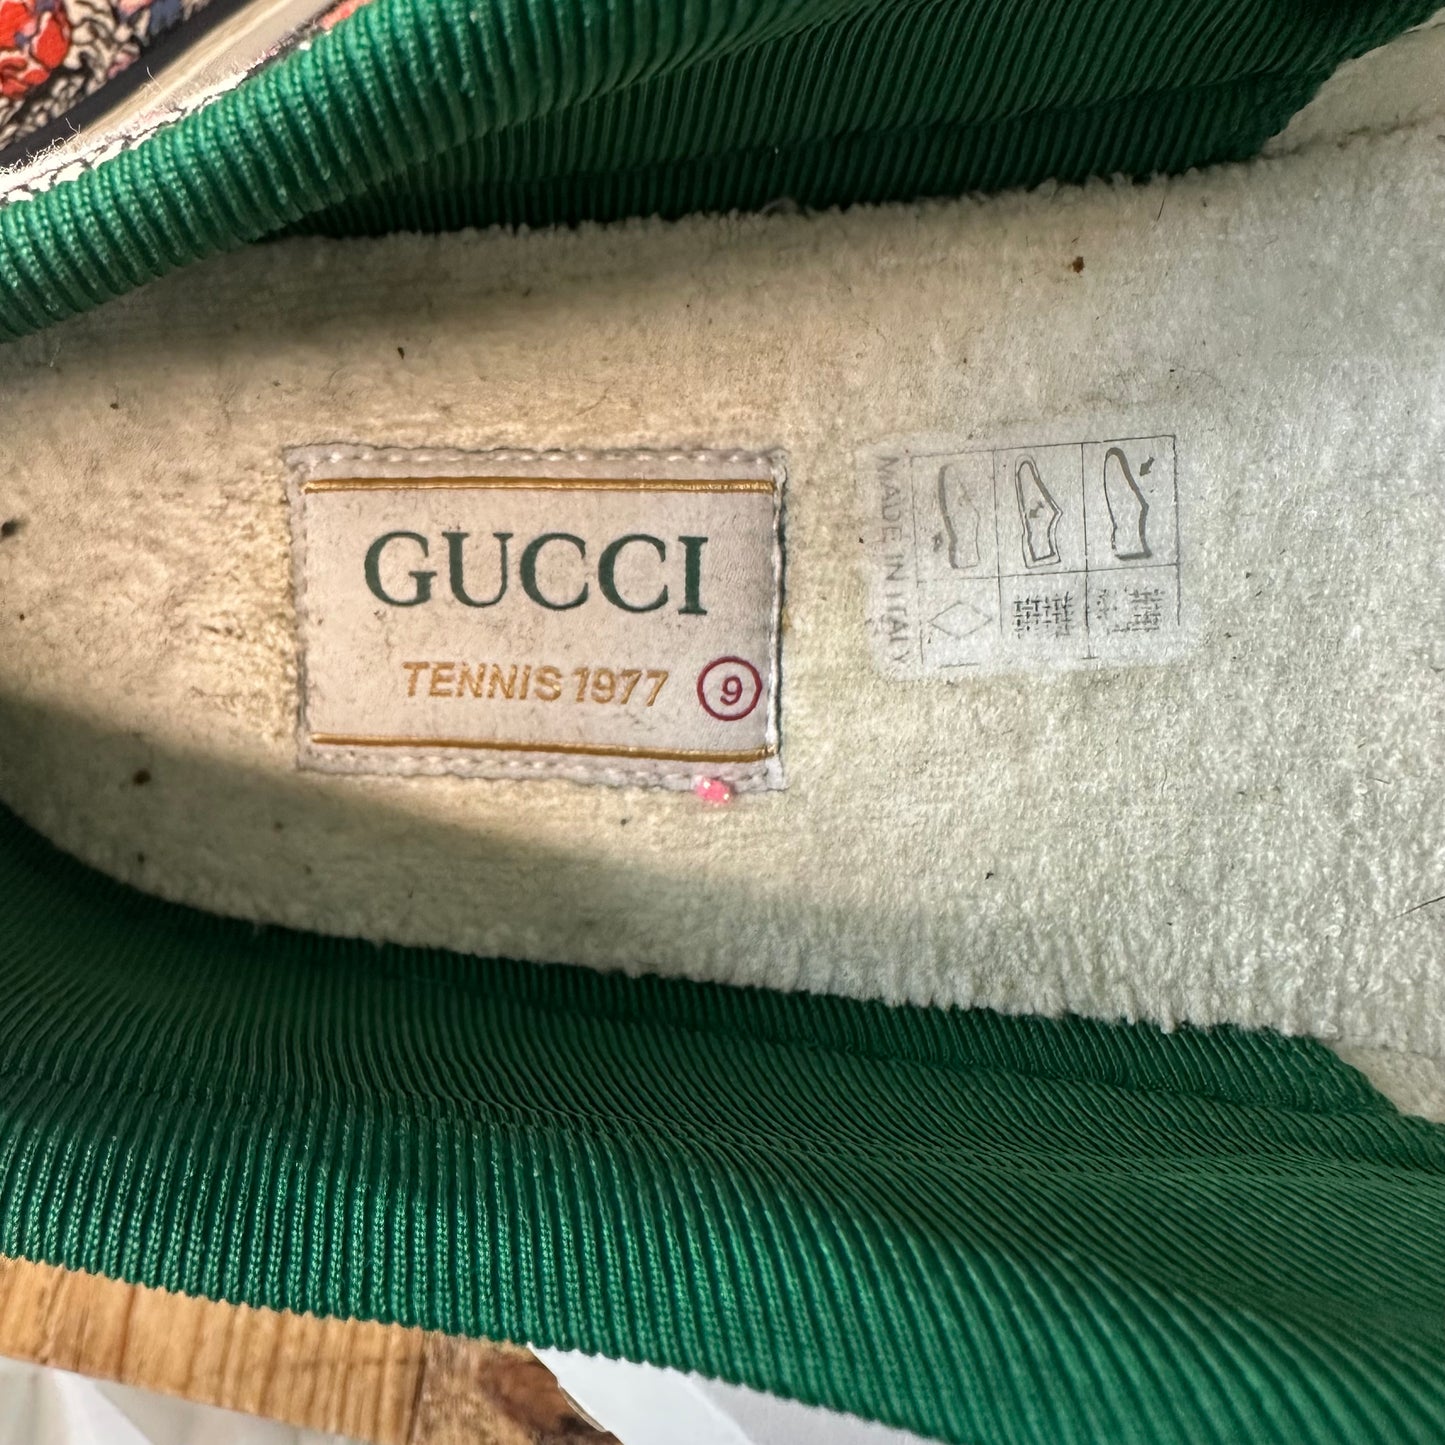 GUCCI
TENNIS 1977 9
MADE IN ITALY